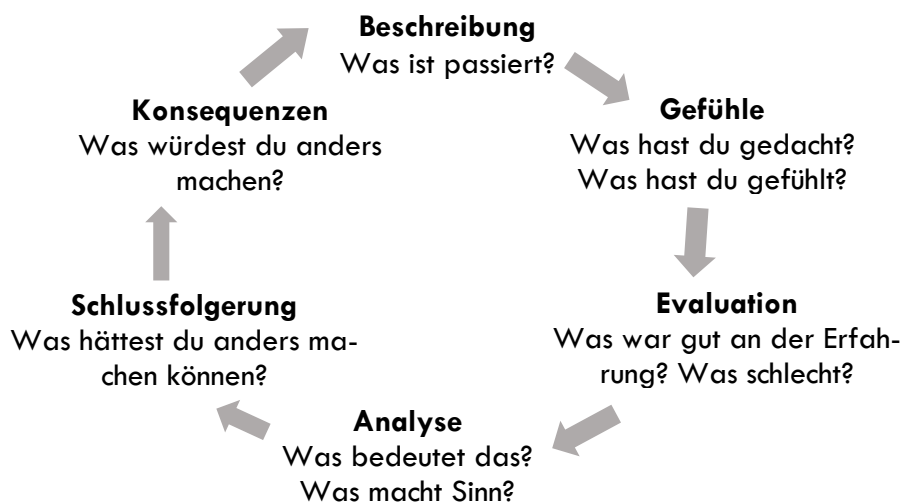 Beschreibung
Was ist passiert?
Gefühle
Was hast du gedacht?
Was hast du gefühlt?
Evaluation
Was war gut an der Erfah-
rung? Was schlecht?
Analyse
Was bedeutet das?
Was macht Sinn?
Schlussfolgerung
Was hättest du anders ma-
chen können?
Konsequenzen
Was würdest du anders
machen?